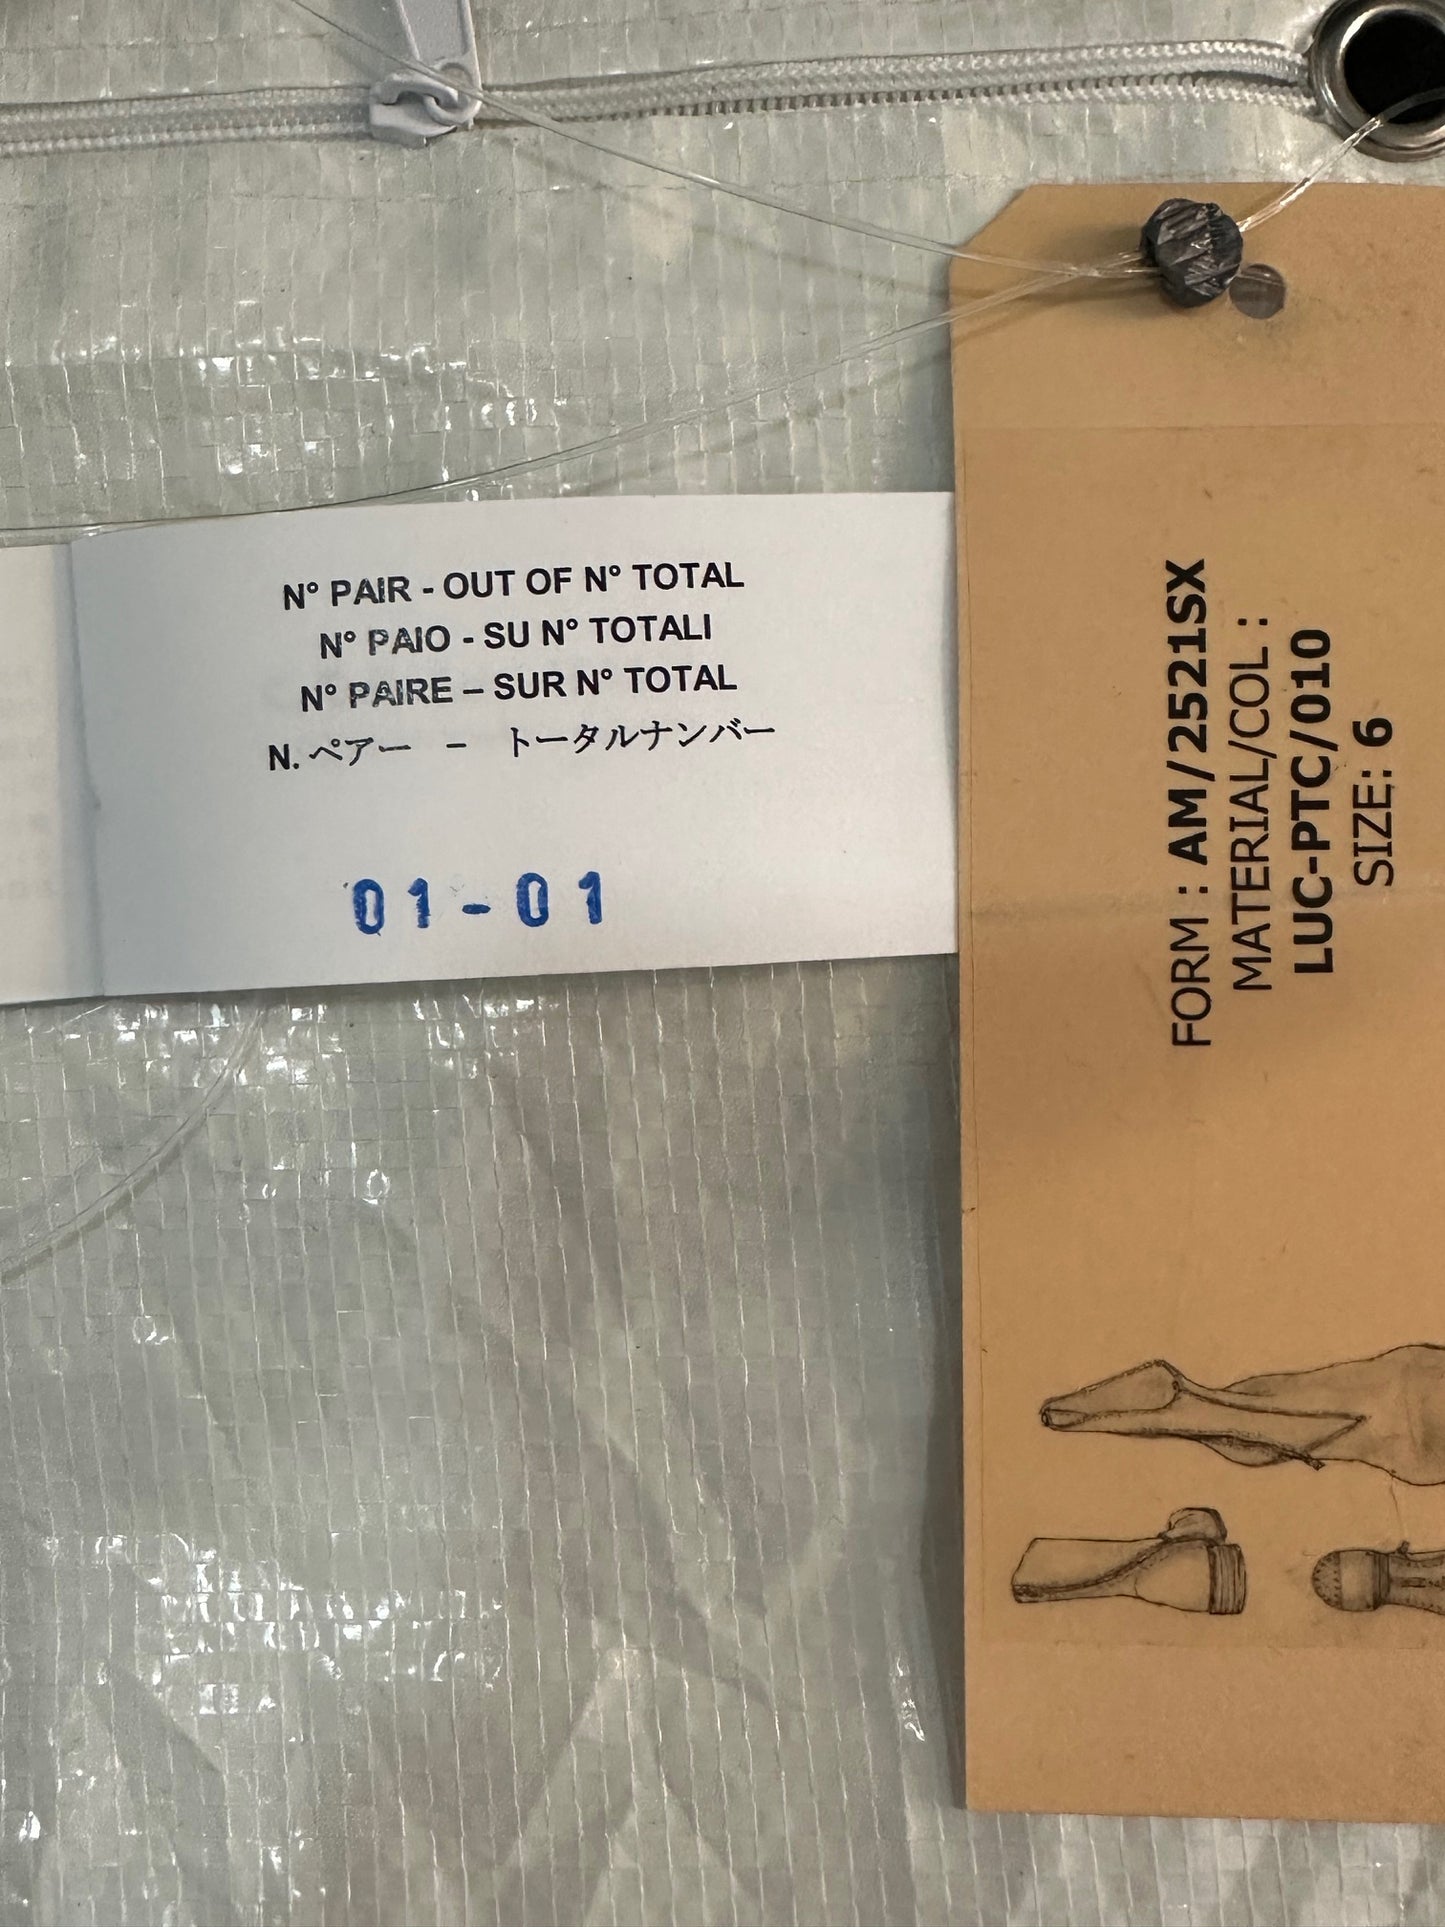 N° PAIR - OUT OF N° TOTAL
N° PAIO - SU N° TOTALI
N° PAIRE – SUR N° TOTAL
N. ペアー － トータルナンバー
01-01
FORM : AM/2521SX
MATERIAL/COL :
LUC-PTC/010
SIZE: 6